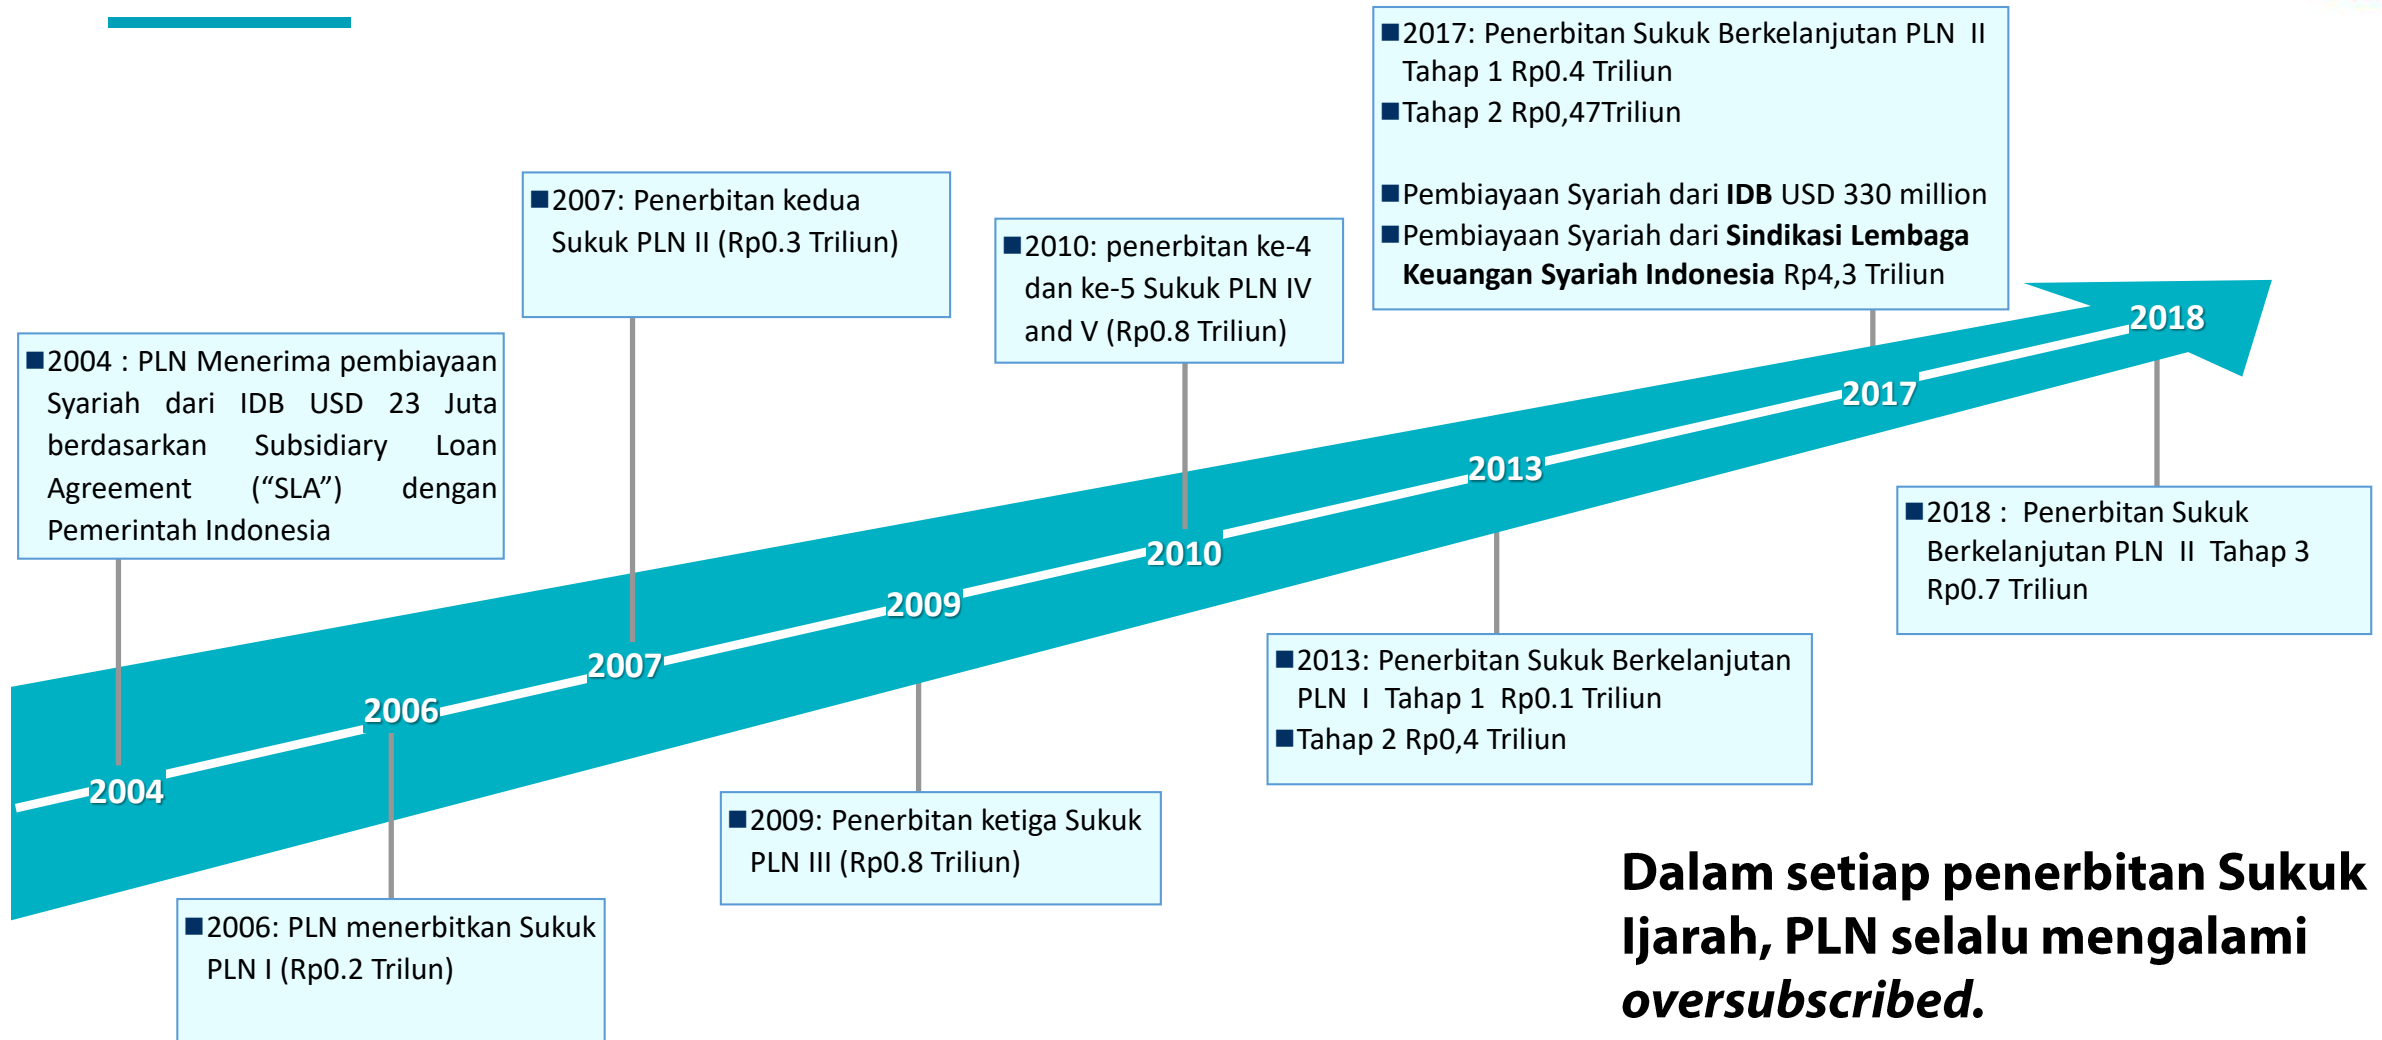 ■2004 : PLN Menerima pembiayaan
Syariah dari IDB USD 23 Juta
berdasarkan Subsidiary Loan
Agreement (“SLA”) dengan
Pemerintah Indonesia
■2007: Penerbitan kedua
Sukuk PLN II (Rp0.3 Triliun)
■2010: penerbitan ke-4
dan ke-5 Sukuk PLN IV
and V (Rp0.8 Triliun)
■2017: Penerbitan Sukuk Berkelanjutan PLN II
Tahap 1 Rp0.4 Triliun
■Tahap 2 Rp0,47Triliun
■Pembiayaan Syariah dari IDB USD 330 million
■Pembiayaan Syariah dari Sindikasi Lembaga
Keuangan Syariah Indonesia Rp4,3 Triliun
2004
2006
2007
2009
2010
2013
2017
2018
■2006: PLN menerbitkan Sukuk
PLN I (Rp0.2 Trilun)
■2009: Penerbitan ketiga Sukuk
PLN III (Rp0.8 Triliun)
■2013: Penerbitan Sukuk Berkelanjutan
PLN I Tahap 1 Rp0.1 Triliun
■Tahap 2 Rp0,4 Triliun
■2018 : Penerbitan Sukuk
Berkelanjutan PLN II Tahap 3
Rp0.7 Triliun
Dalam setiap penerbitan Sukuk
Ijarah, PLN selalu mengalami
oversubscribed.